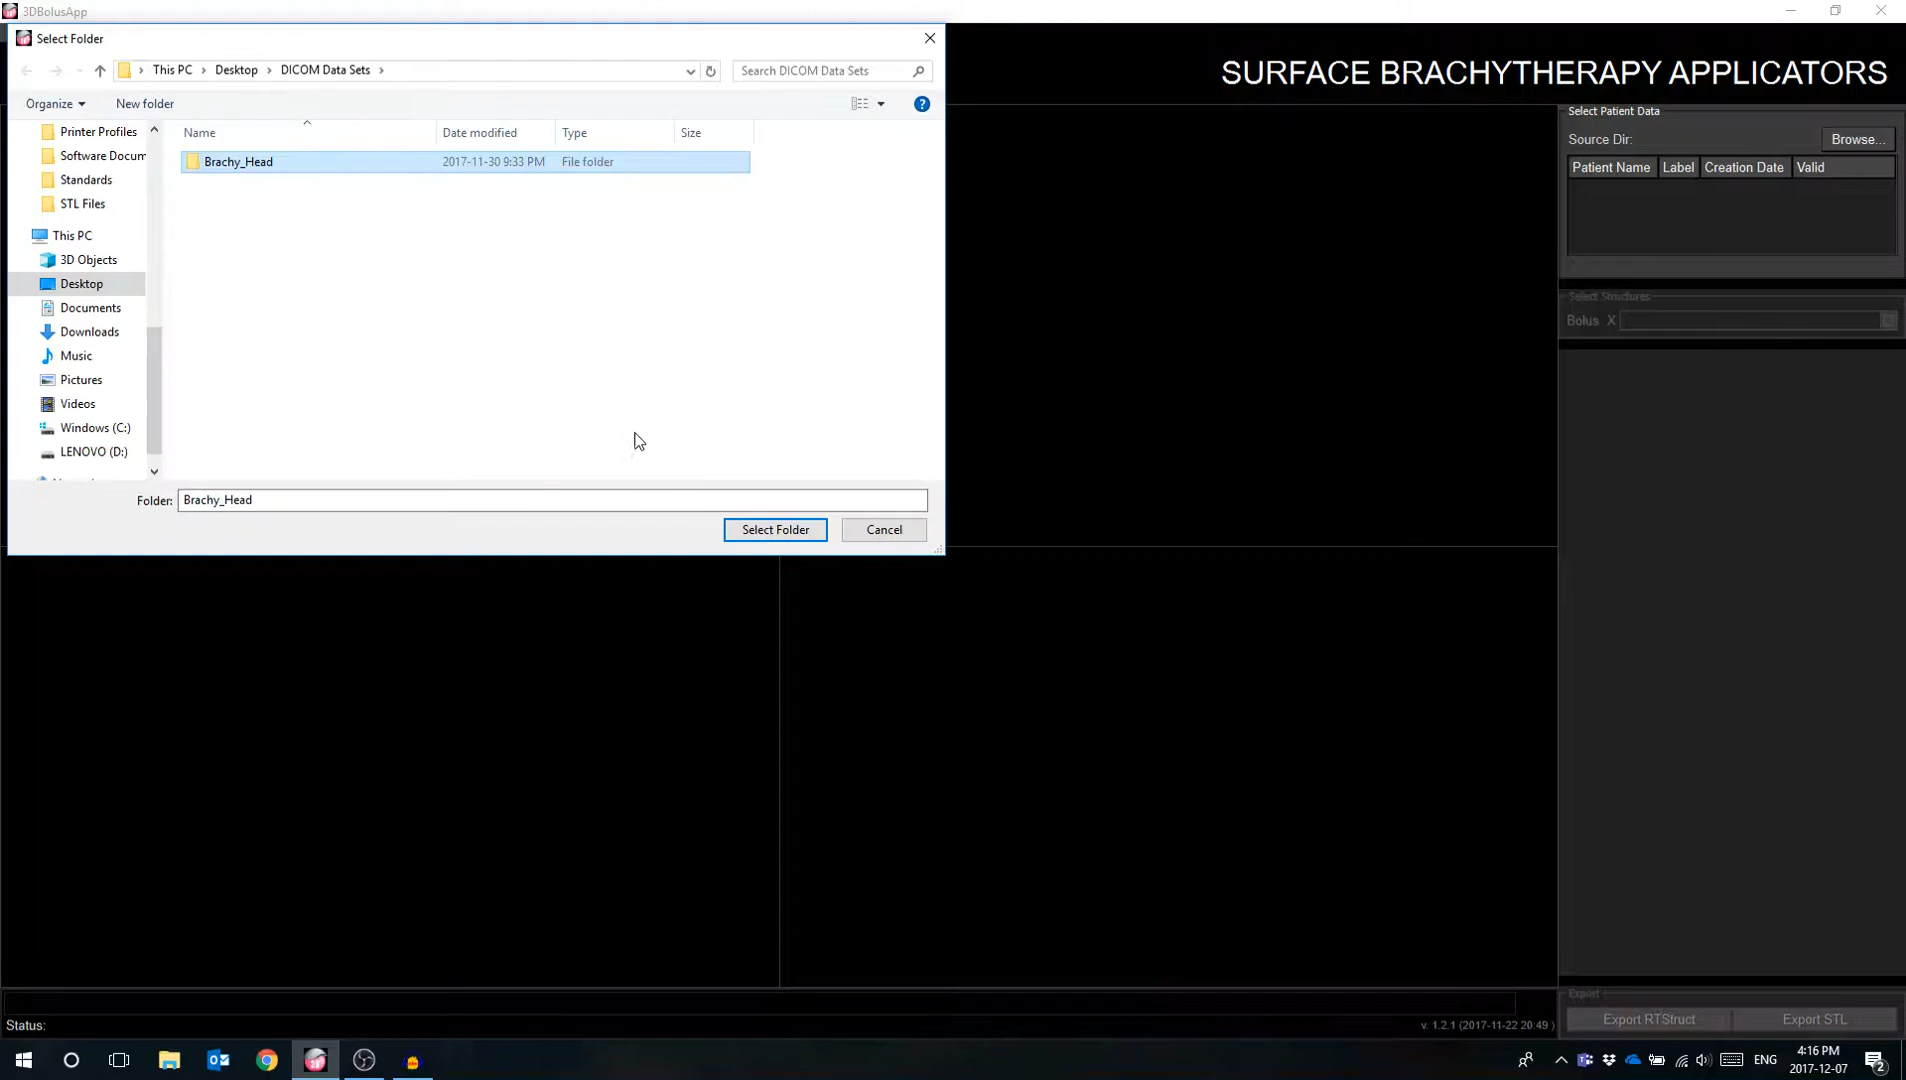 3DBolusApp
Select Folder
This PC > Desktop > DICOM Data Sets >
Search DICOM Data Sets
Organize
New folder
Name
Date modified
Type
Size
Brachy_Head
2017-11-30 9:33 PM
File folder
Printer Profiles
Software Docum
Standards
STL Files
This PC
3D Objects
Desktop
Documents
Downloads
Music
Pictures
Videos
Windows (C:)
LENOVO (D:)
Folder: Brachy_Head
Select Folder
Cancel
SURFACE BRACHYTHERAPY APPLICATORS
Select Patient Data
Source Dir:
Browse...
Patient Name
Label
Creation Date
Valid
Select Structures
Bolus X
Export
Export RTStruct
Export STL
Status:
v. 1.2.1 (2017-11-22 20:49 )
ENG
4:16 PM
2017-12-07
2